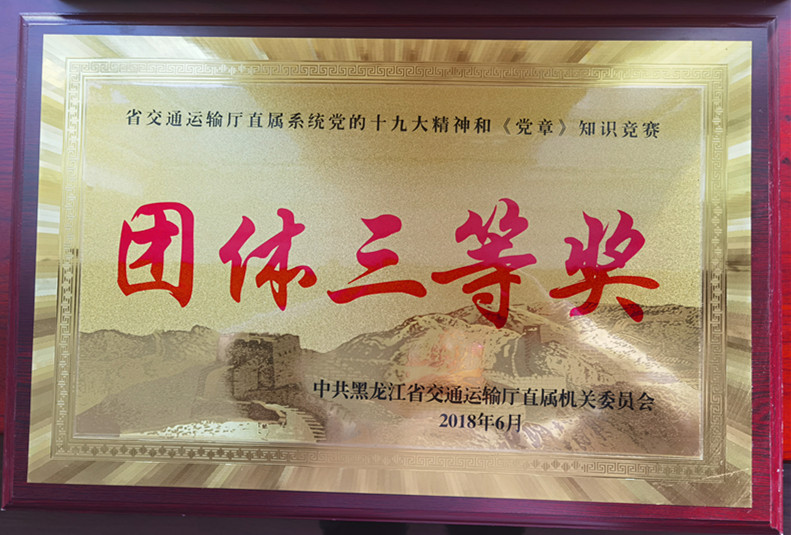 省交通运输厅直属系统党的十九大精神和《党章》知识竞赛
团体三等奖
中共黑龙江省交通运输厅直属机关委员会
2018年6月